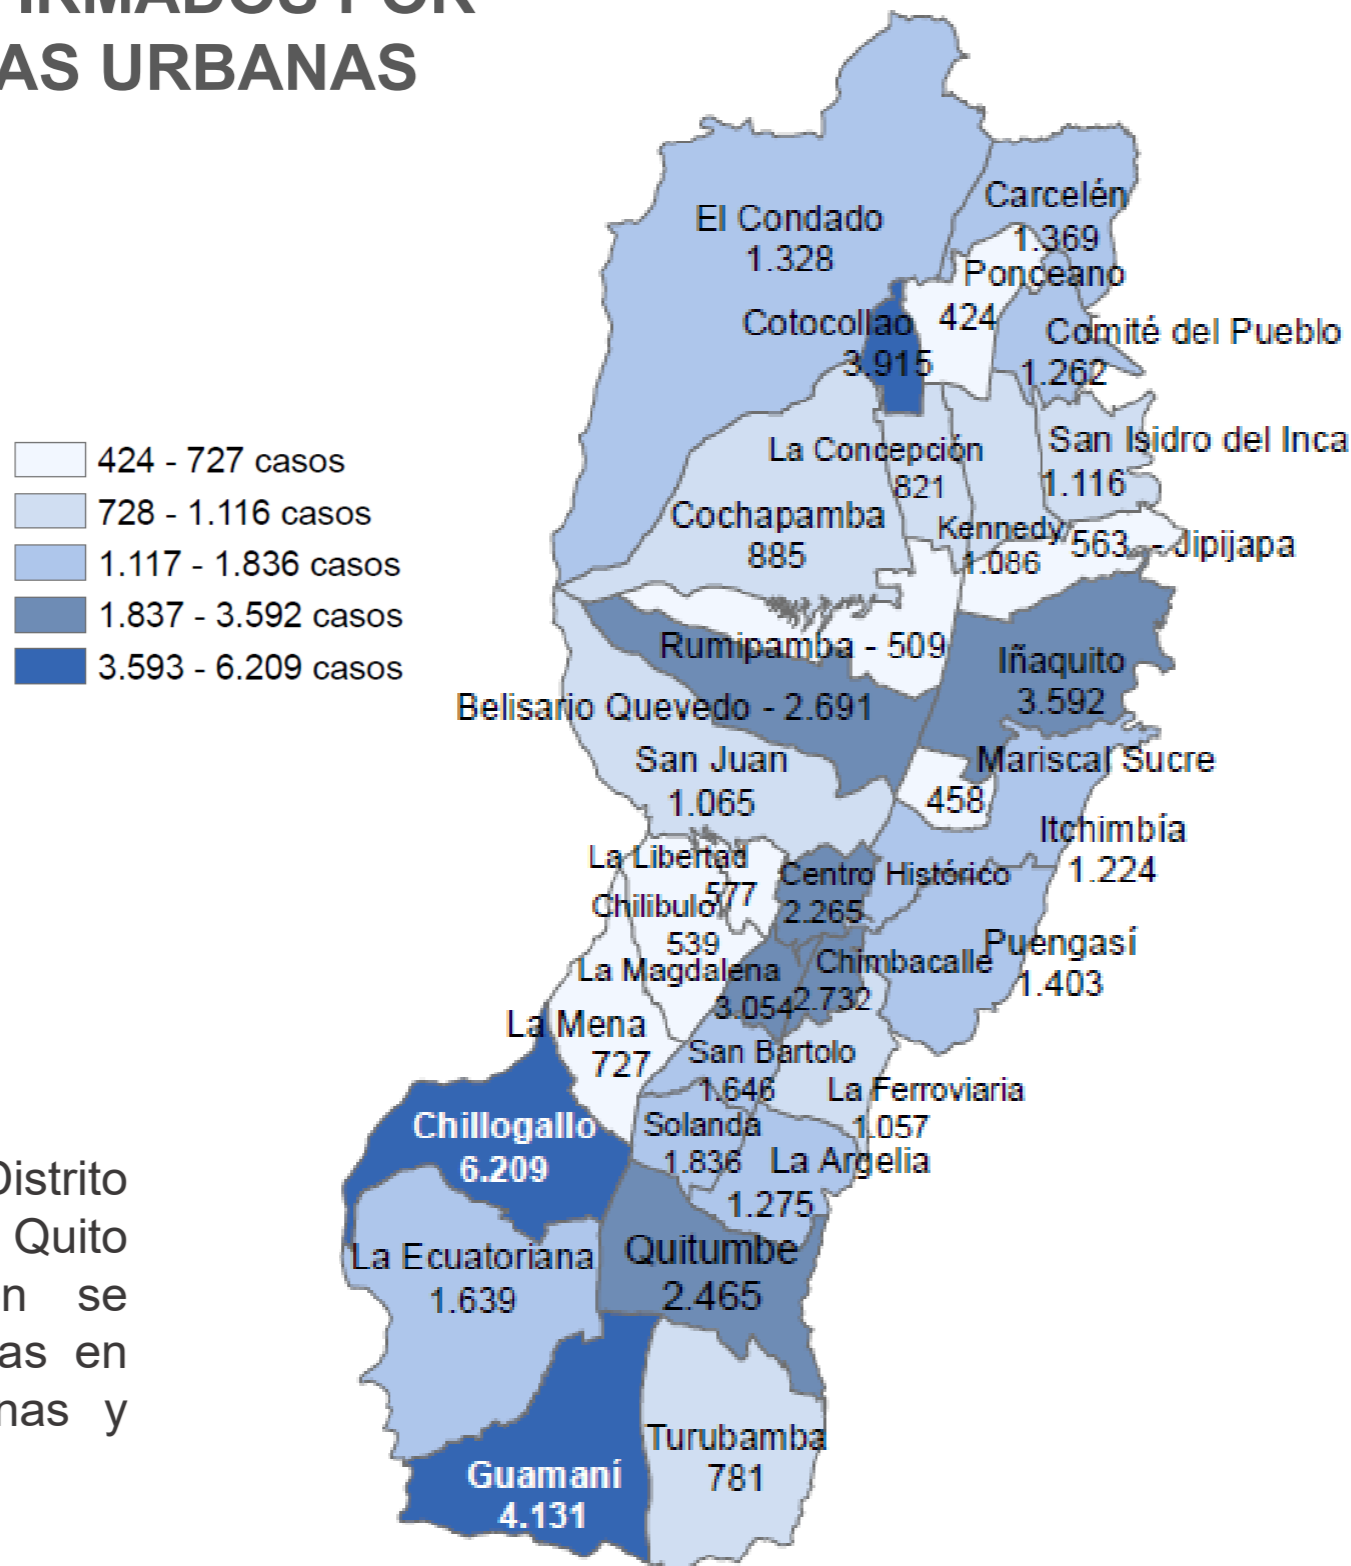 IRMADOS POR
AS URBANAS
El Condado
1.328
Carcelén
1.369
Ponceano
424
Cotocollao
3.915
Comité del Pueblo
1.262
La Concepción
821
San Isidro del Inca
1.116
424 - 727 casos
728 - 1.116 casos
1.117 - 1.836 casos
1.837 - 3.592 casos
3.593 - 6.209 casos
Cochapamba
885
Kennedy
1.086
563 - Jipijapa
Rumipamba - 509
Iñaquito
3.592
Belisario Quevedo - 2.691
San Juan
1.065
Mariscal Sucre
458
Itchimbía
1.224
La Libertad
577
Centro Histórico
2.265
Chilibulo
539
Puengasí
1.403
La Magdalena
3.054
Chimbacalle
2.732
La Mena
727
San Bartolo
1.646
La Ferroviaria
1.057
Chillogallo
6.209
Solanda
1.836
La Argelia
1.275
La Ecuatoriana
1.639
Quitumbe
2.465
Turubamba
781
Guamaní
4.131
Distrito
Quito
n se
as en
nas y